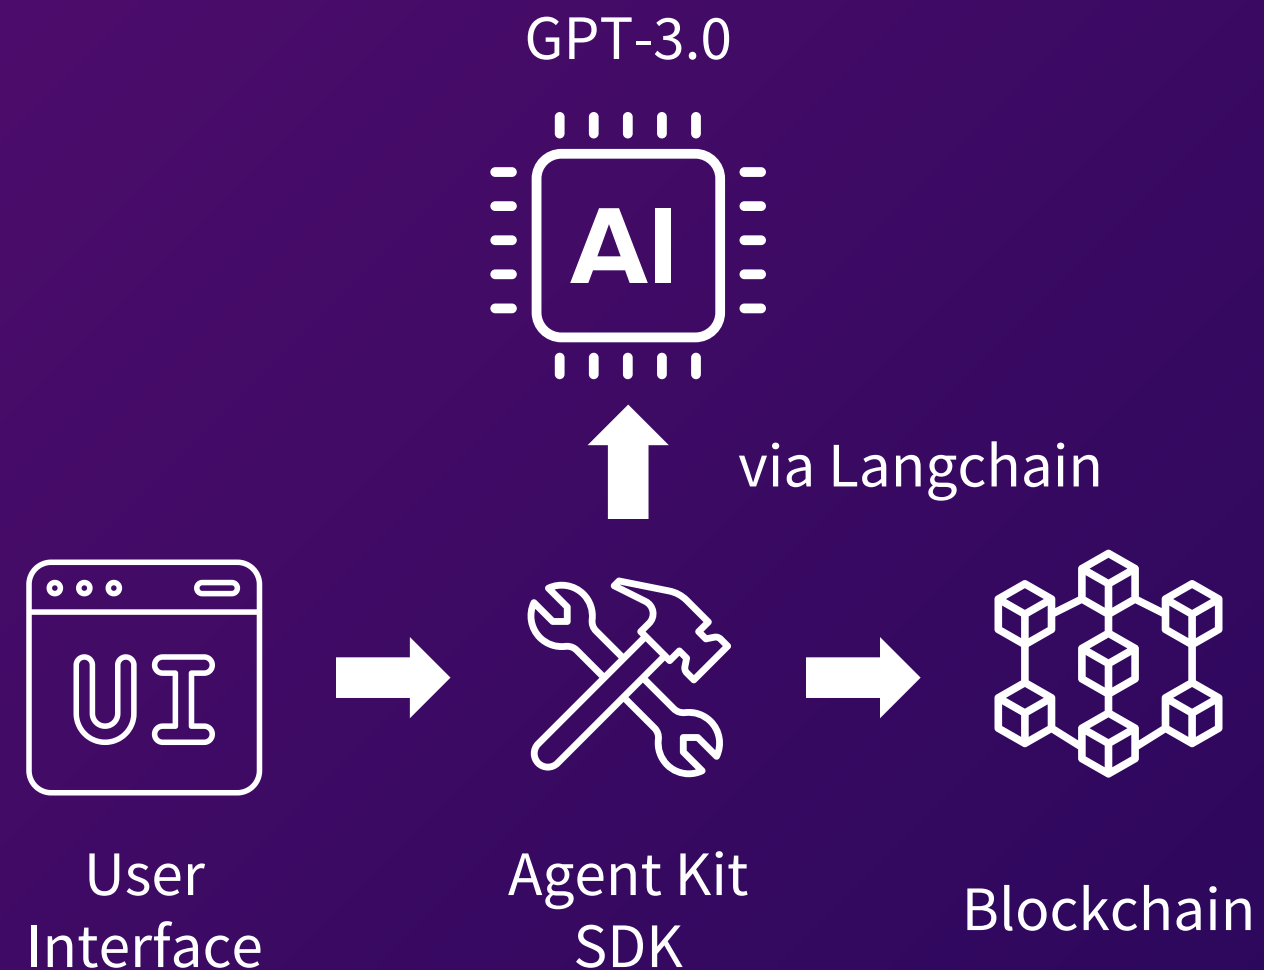 GPT-3.0
AI
via Langchain
UI
User
Interface
Agent Kit
SDK
Blockchain